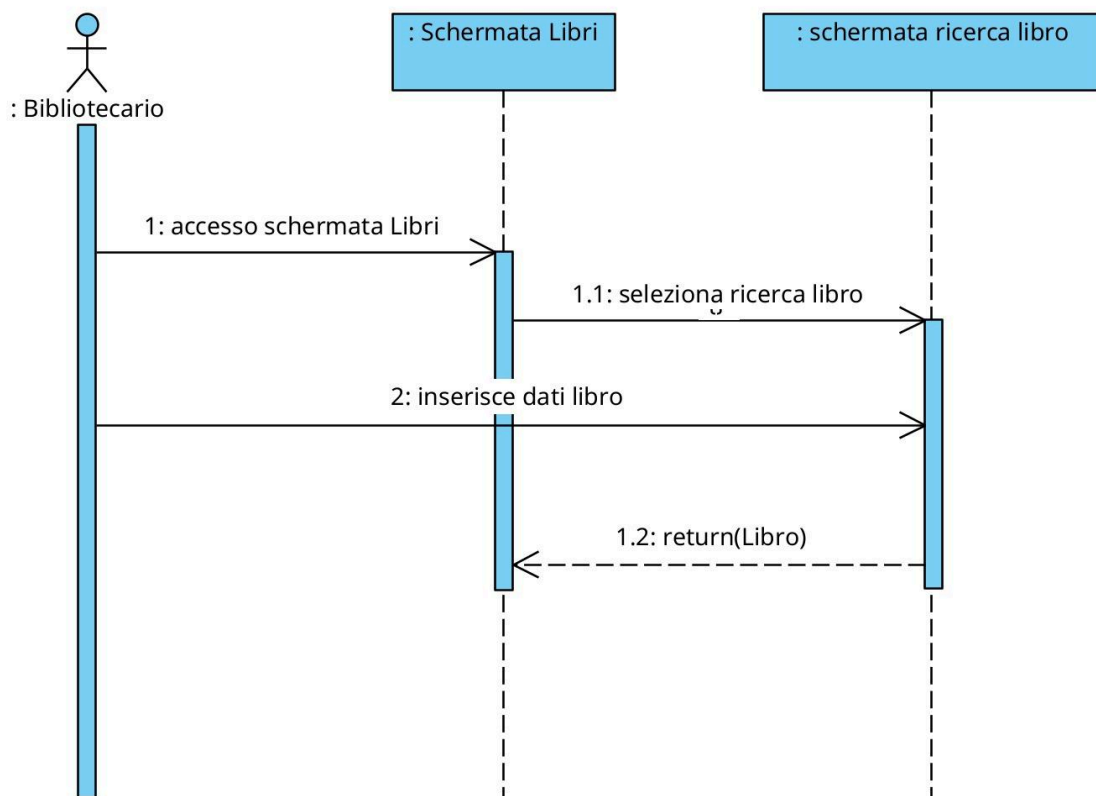 : Schermata Libri
: schermata ricerca libro
: Bibliotecario
1: accesso schermata Libri
1.1: seleziona ricerca libro
2: inserisce dati libro
1.2: return(Libro)